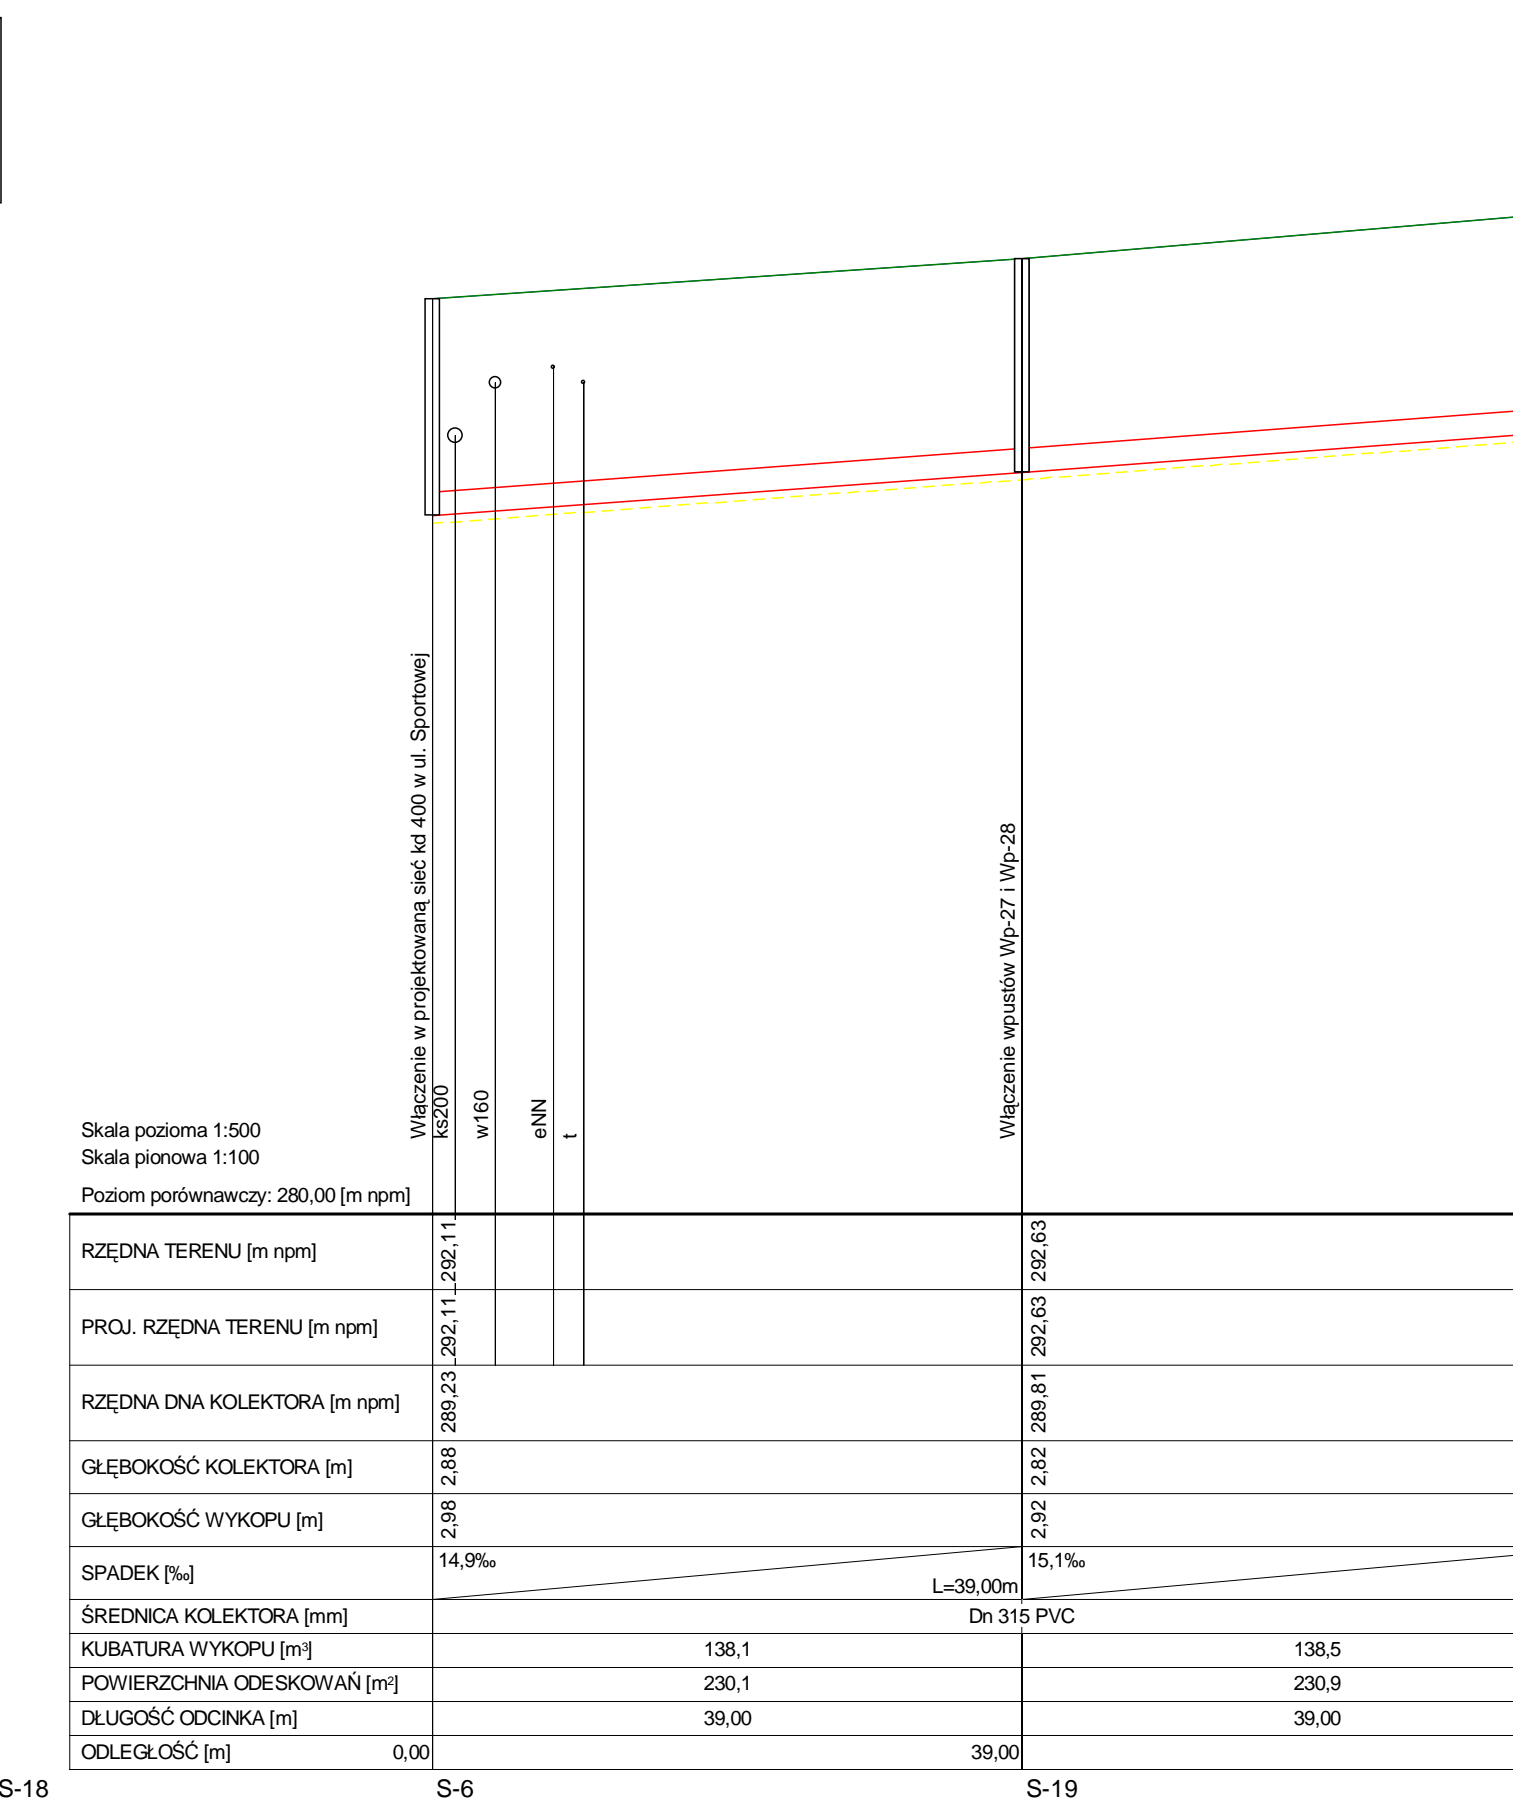 Włączenie w projektowaną sieć kd 400 w ul. Sportowej
ks200
w160
eNN
t
Włączenie wpustów Wp-27 i Wp-28
Skala pozioma 1:500
Skala pionowa 1:100
Poziom porównawczy: 280,00 [m npm]
RZĘDNA TERENU [m npm] 292,11 292,63
PROJ. RZĘDNA TERENU [m npm] 292,11 292,63
RZĘDNA DNA KOLEKTORA [m npm] 289,23 289,81
GŁĘBOKOŚĆ KOLEKTORA [m] 2,88 2,82
GŁĘBOKOŚĆ WYKOPU [m] 2,98 2,92
SPADEK [‰] 14,9‰ L=39,00m 15,1‰
ŚREDNICA KOLEKTORA [mm] Dn 315 PVC
KUBATURA WYKOPU [m³] 138,1 138,5
POWIERZCHNIA ODESKOWAŃ [m²] 230,1 230,9
DŁUGOŚĆ ODCINKA [m] 39,00 39,00
ODLEGŁOŚĆ [m] 0,00 39,00
S-18 S-6 S-19